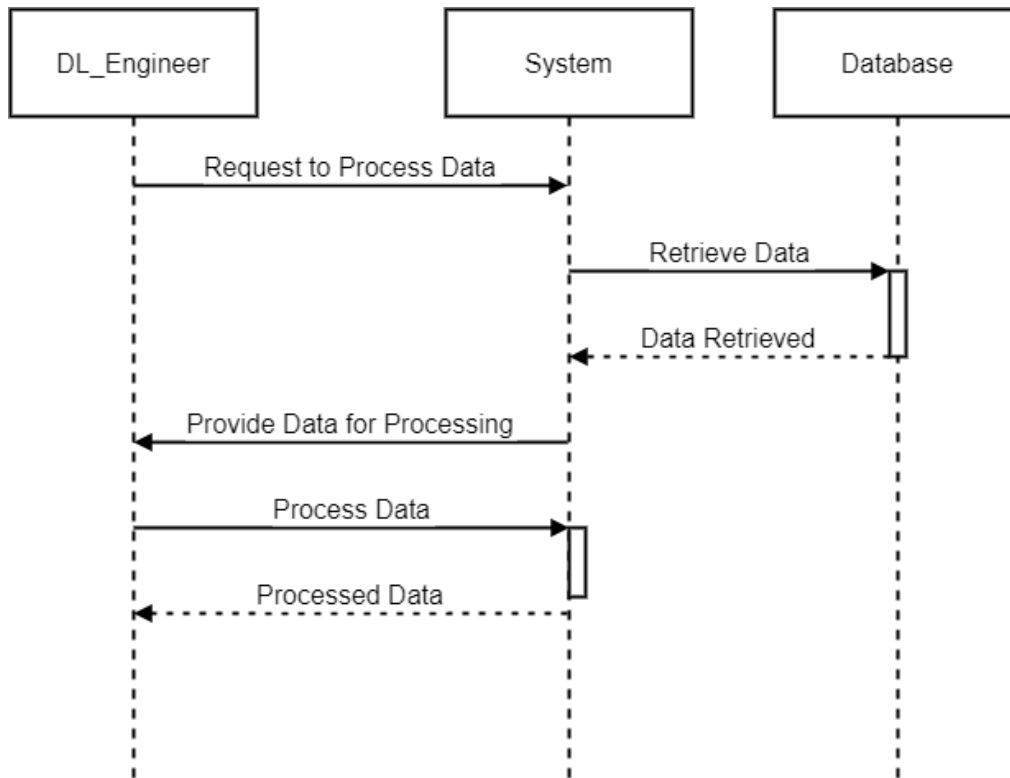 DL_Engineer
System
Database
Request to Process Data
Retrieve Data
Data Retrieved
Provide Data for Processing
Process Data
Processed Data